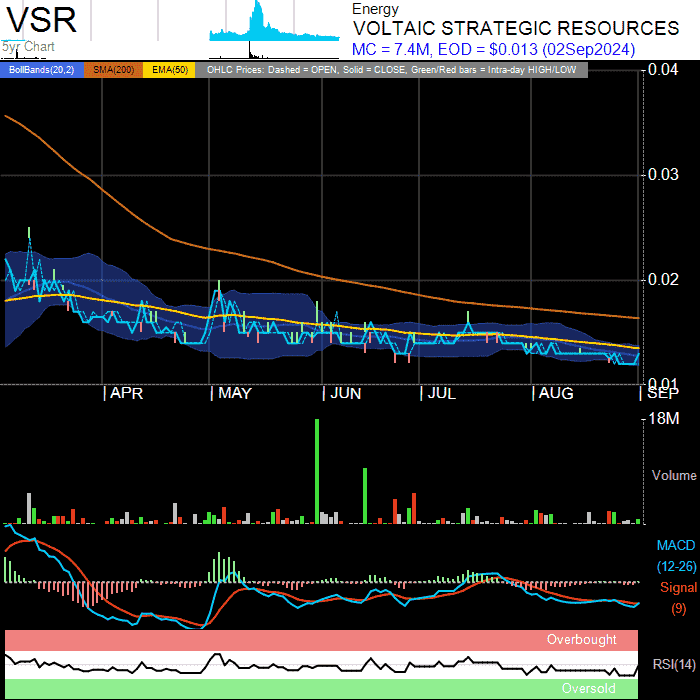 VSR
5yr Chart
Energy
VOLTAIC STRATEGIC RESOURCES
MC = 7.4M, EOD = $0.013 (02Sep2024)
BollBands(20,2) SMA(200) EMA(50) OHLC Prices: Dashed = OPEN, Solid = CLOSE, Green/Red bars = Intra-day HIGH/LOW
0.04
0.03
0.02
0.01
APR MAY JUN JUL AUG SEP
18M
Volume
MACD
(12-26)
Signal
(9)
Overbought
RSI(14)
Oversold